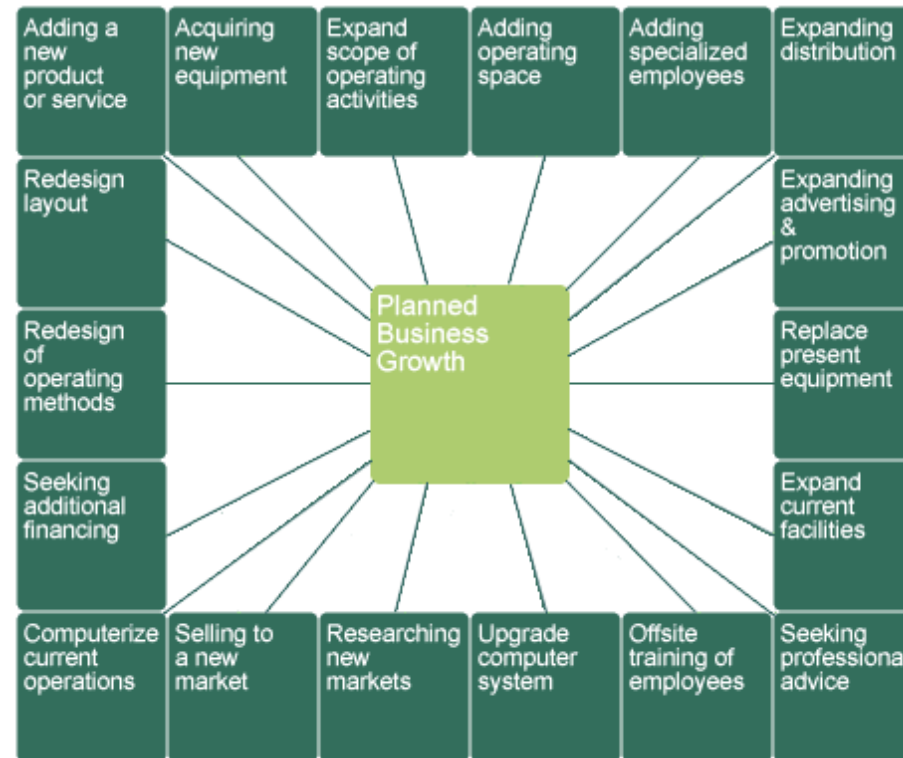 Adding a
new
product
or service
Acquiring
new
equipment
Expand
scope of
operating
activities
Adding
operating
space
Adding
specialized
employees
Expanding
distribution
Redesign
layout
Expanding
advertising
&
promotion
Planned
Business
Growth
Redesign
of
operating
methods
Replace
present
equipment
Seeking
additional
financing
Expand
current
facilities
Computerize
current
operations
Selling to
a new
market
Researching
new
markets
Upgrade
computer
system
Offsite
training of
employees
Seeking
professiona
advice